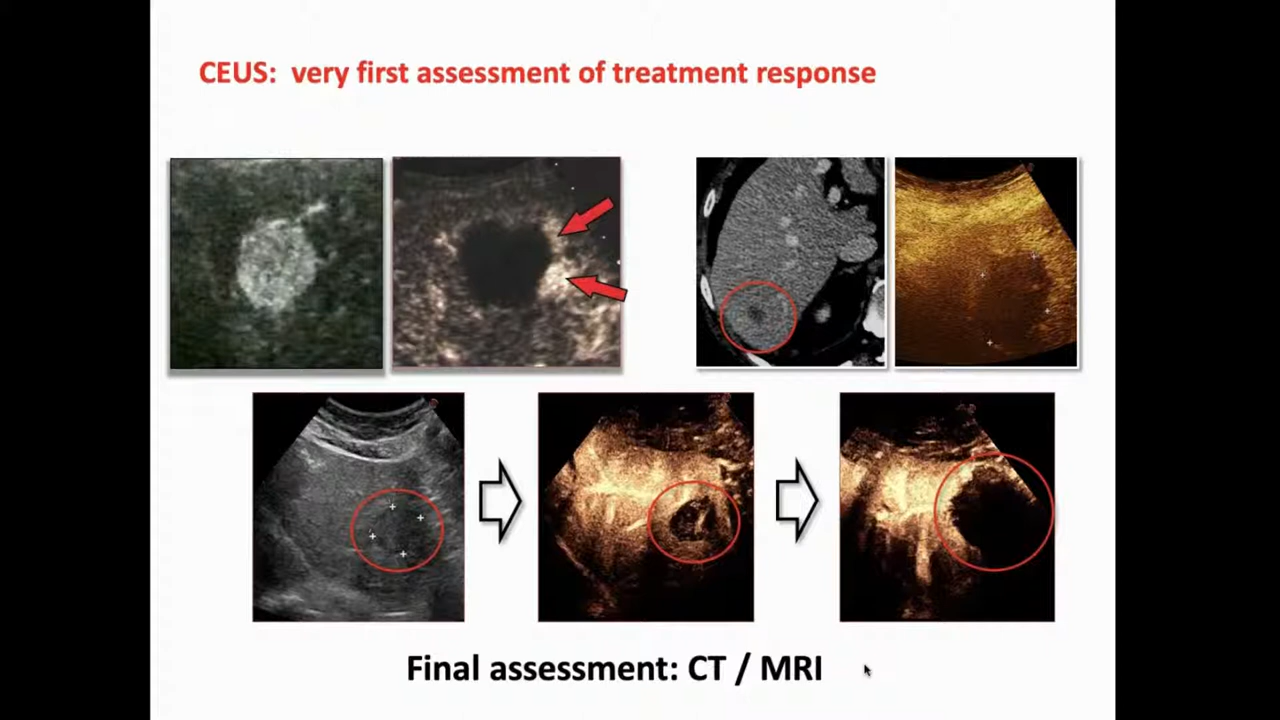 CEUS:  very first assessment of treatment response
Final assessment: CT / MRI